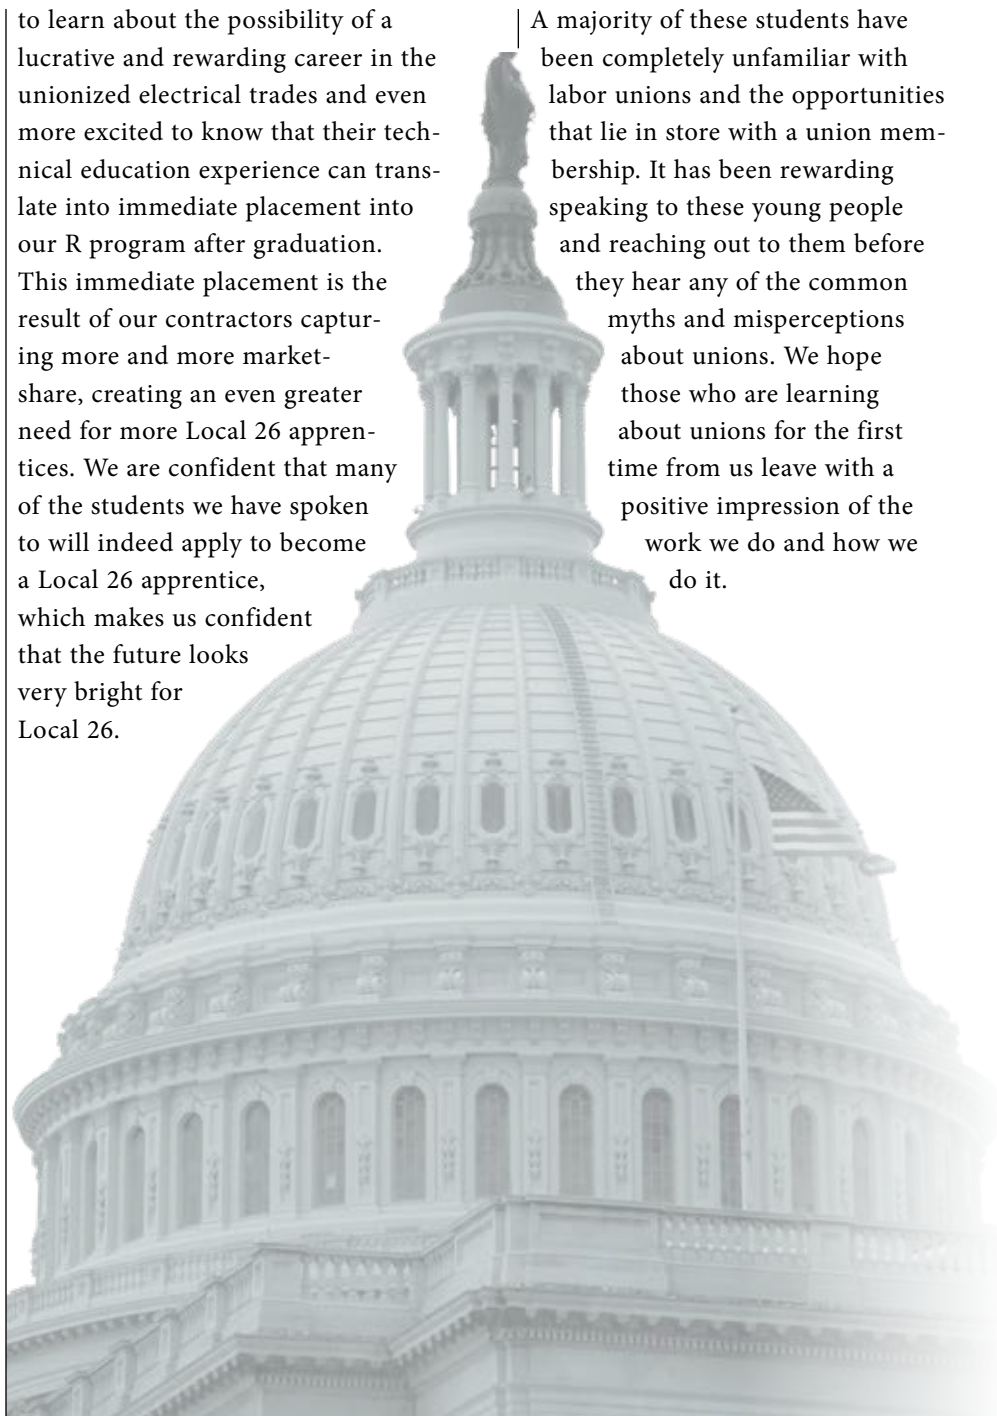 to learn about the possibility of a
lucrative and rewarding career in the
unionized electrical trades and even
more excited to know that their tech-
nical education experience can trans-
late into immediate placement into
our R program after graduation.
This immediate placement is the
result of our contractors captur-
ing more and more market-
share, creating an even greater
need for more Local 26 appren-
tices. We are confident that many
of the students we have spoken
to will indeed apply to become
a Local 26 apprentice,
which makes us confident
that the future looks
very bright for
Local 26.
A majority of these students have
been completely unfamiliar with
labor unions and the opportunities
that lie in store with a union mem-
bership. It has been rewarding
speaking to these young people
and reaching out to them before
they hear any of the common
myths and misperceptions
about unions. We hope
those who are learning
about unions for the first
time from us leave with a
positive impression of the
work we do and how we
do it.